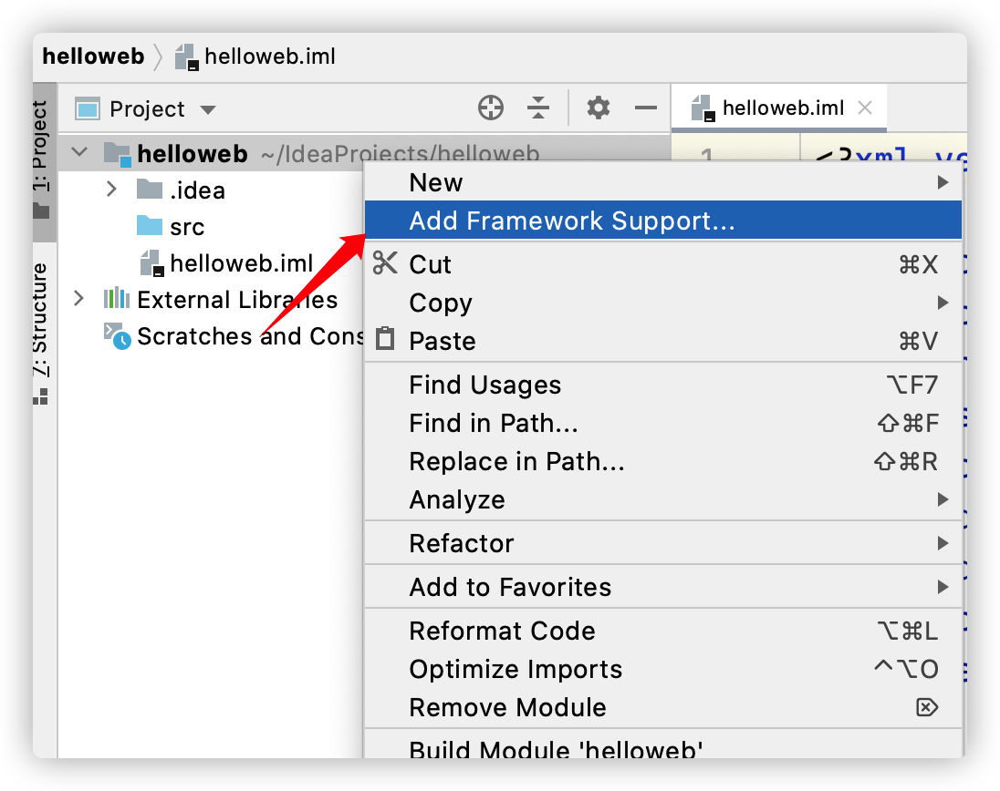 helloweb helloweb.iml
Project
helloweb.iml
1: Project
helloweb ~/IdeaProjects/helloweb
1 <?xml ve
.idea
src
helloweb.iml
External Libraries
Scratches and Cons
7: Structure
New
Add Framework Support...
Cut ⌘X
Copy
Paste ⌘V
Find Usages ⌥F7
Find in Path... ⇧⌘F
Replace in Path... ⇧⌘R
Analyze
Refactor
Add to Favorites
Reformat Code ⌥⌘L
Optimize Imports ^⌥O
Remove Module ⌦
Build Module 'helloweb'